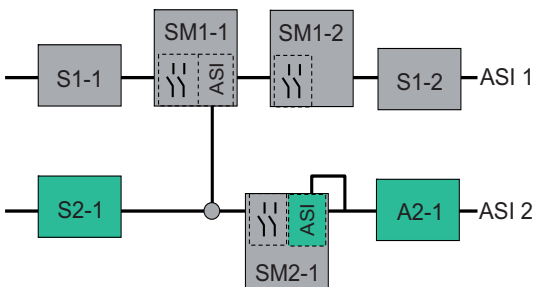 SM1-1
SM1-2
S1-1
ASI
S1-2
ASI 1
S2-1
ASI
A2-1
ASI 2
SM2-1